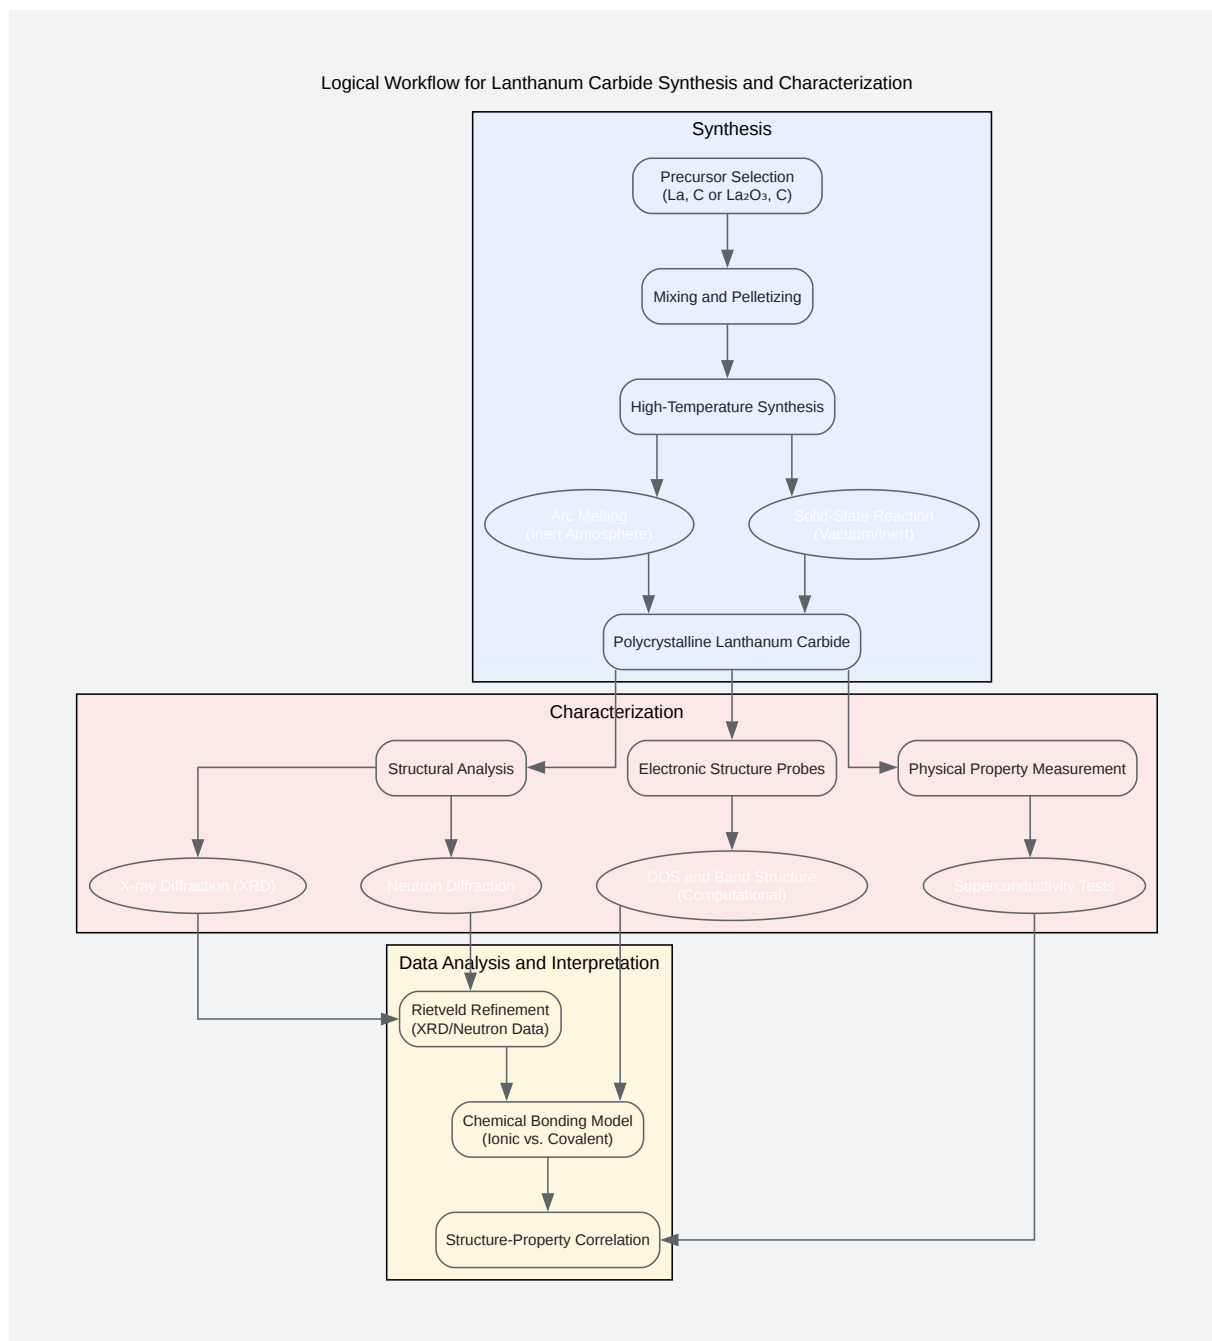 Logical Workflow for Lanthanum Carbide Synthesis and Characterization
Synthesis
Precursor Selection
(La, C or La₂O₃, C)
Mixing and Pelletizing
High-Temperature Synthesis
Arc Melting
(Inert Atmosphere)
Solid-State Reaction
(Vacuum/Inert)
Polycrystalline Lanthanum Carbide
Characterization
Structural Analysis
Electronic Structure Probes
Physical Property Measurement
X-ray Diffraction (XRD)
Neutron Diffraction
DOS and Band Structure
(Computational)
Superconductivity Tests
Data Analysis and Interpretation
Rietveld Refinement
(XRD/Neutron Data)
Chemical Bonding Model
(Ionic vs. Covalent)
Structure-Property Correlation